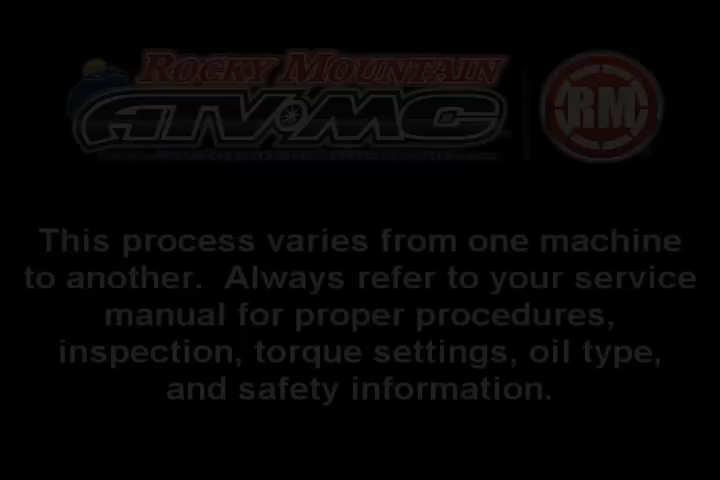 ROCKY MOUNTAIN
ATV•MC
RM
This process varies from one machine
to another.  Always refer to your service
manual for proper procedures,
inspection, torque settings, oil type,
and safety information.